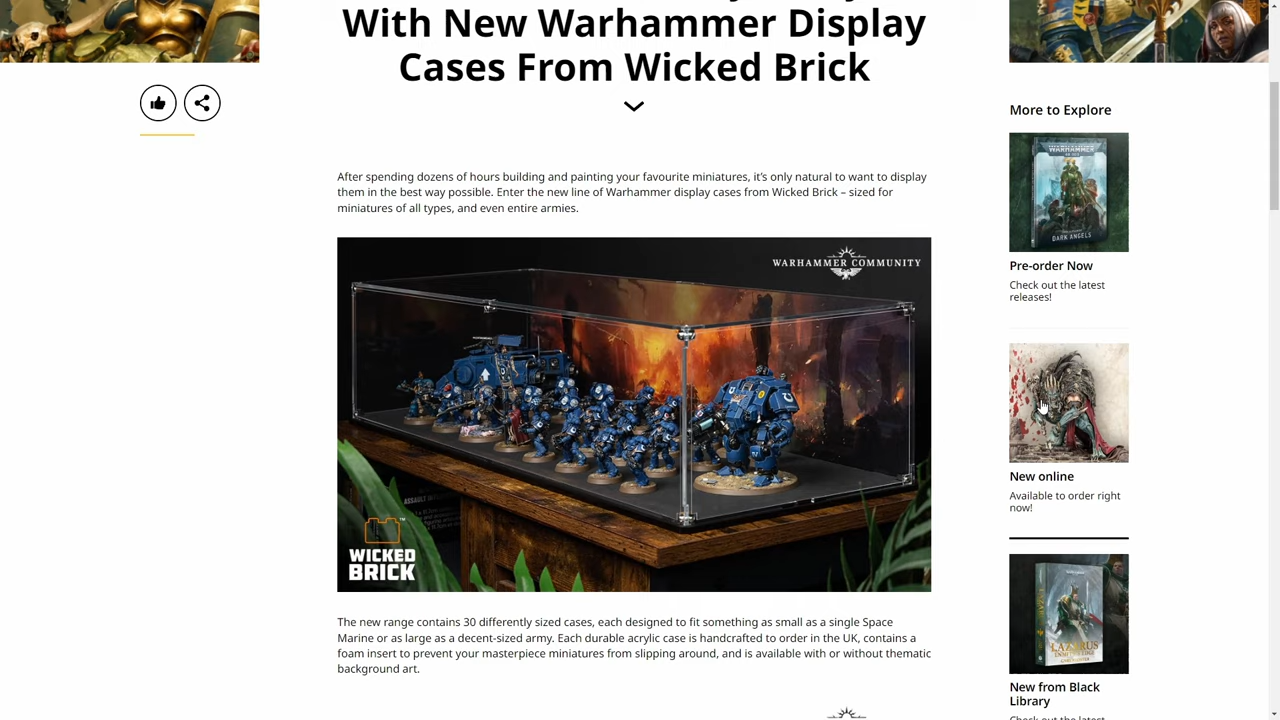 With New Warhammer Display
Cases From Wicked Brick
After spending dozens of hours building and painting your favourite miniatures, it's only natural to want to display
them in the best way possible. Enter the new line of Warhammer display cases from Wicked Brick – sized for
miniatures of all types, and even entire armies.
WARHAMMER COMMUNITY
WICKED
BRICK
™
The new range contains 30 differently sized cases, each designed to fit something as small as a single Space
Marine or as large as a decent-sized army. Each durable acrylic case is handcrafted to order in the UK, contains a
foam insert to prevent your masterpiece miniatures from slipping around, and is available with or without thematic
background art.
More to Explore
WARHAMMER
DARK ANGELS
Pre-order Now
Check out the latest
releases!
New online
Available to order right
now!
LAZARUS
New from Black
Library
Check out the latest